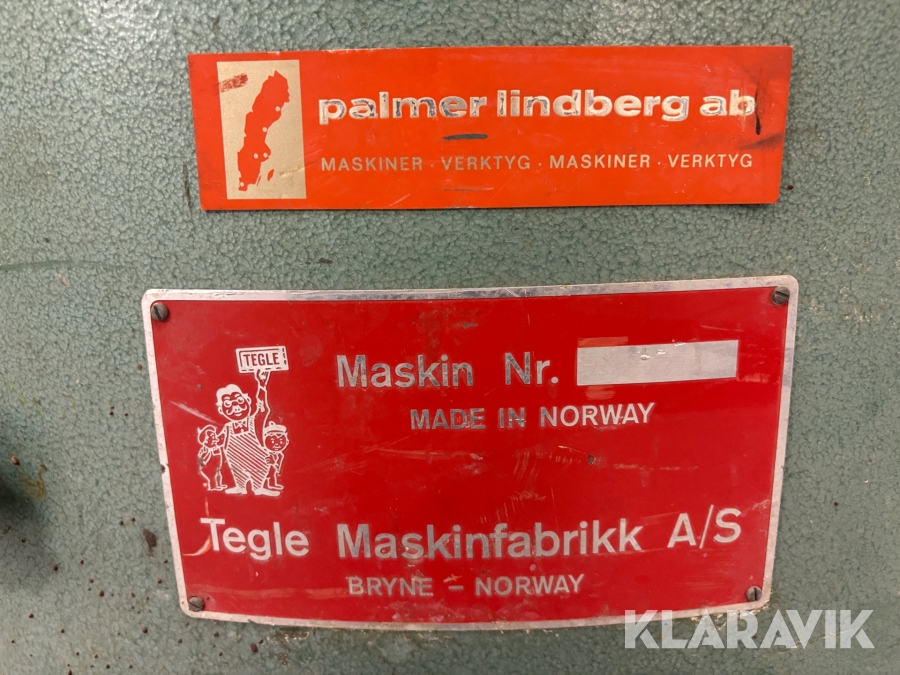 palmer lindberg ab
MASKINER · VERKTYG · MASKINER · VERKTYG
TEGLE
Maskin Nr.
MADE IN NORWAY
Tegle Maskinfabrikk A/S
BRYNE – NORWAY
KLARAVIK